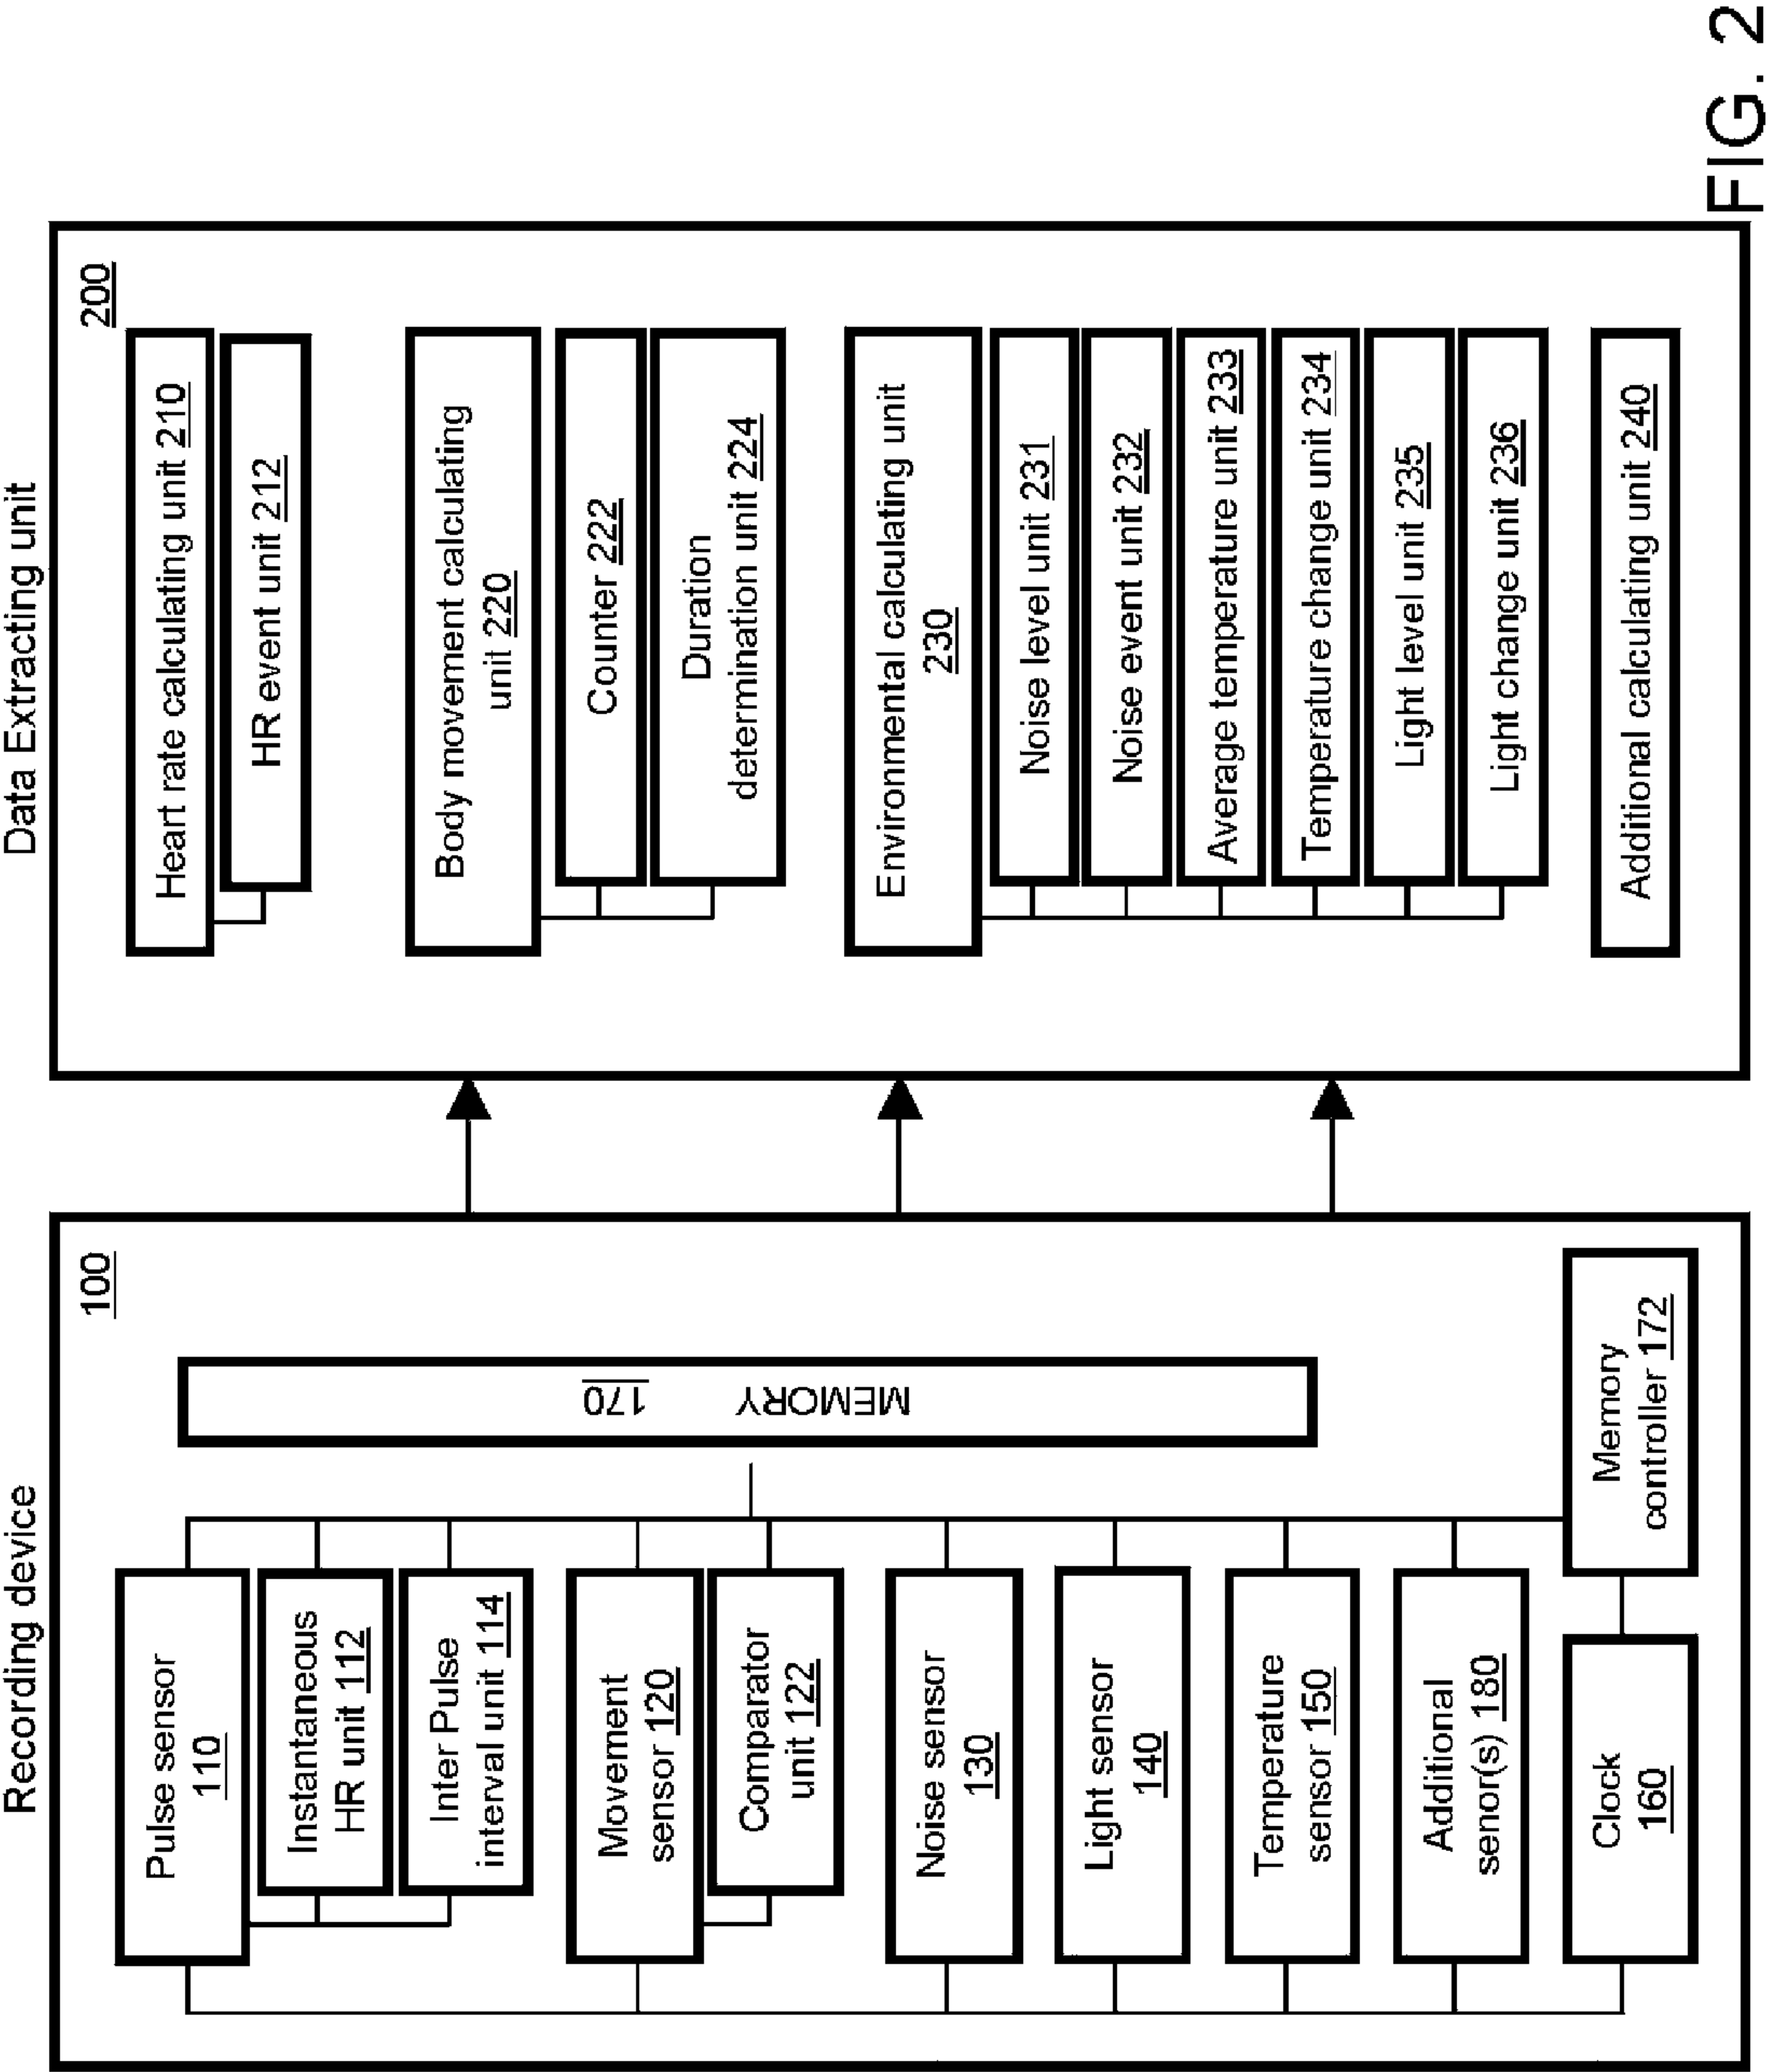 Recording device
100
Pulse sensor
110
Instantaneous
HR unit 112
Inter Pulse
interval unit 114
Movement
sensor 120
Comparator
unit 122
Noise sensor
130
Light sensor
140
Temperature
sensor 150
Additional
senor(s) 180
Clock
160
MEMORY 170
Memory
controller 172
Data Extracting unit
200
Heart rate calculating unit 210
HR event unit 212
Body movement calculating
unit 220
Counter 222
Duration
determination unit 224
Environmental calculating unit
230
Noise level unit 231
Noise event unit 232
Average temperature unit 233
Temperature change unit 234
Light level unit 235
Light change unit 236
Additional calculating unit 240
FIG. 2